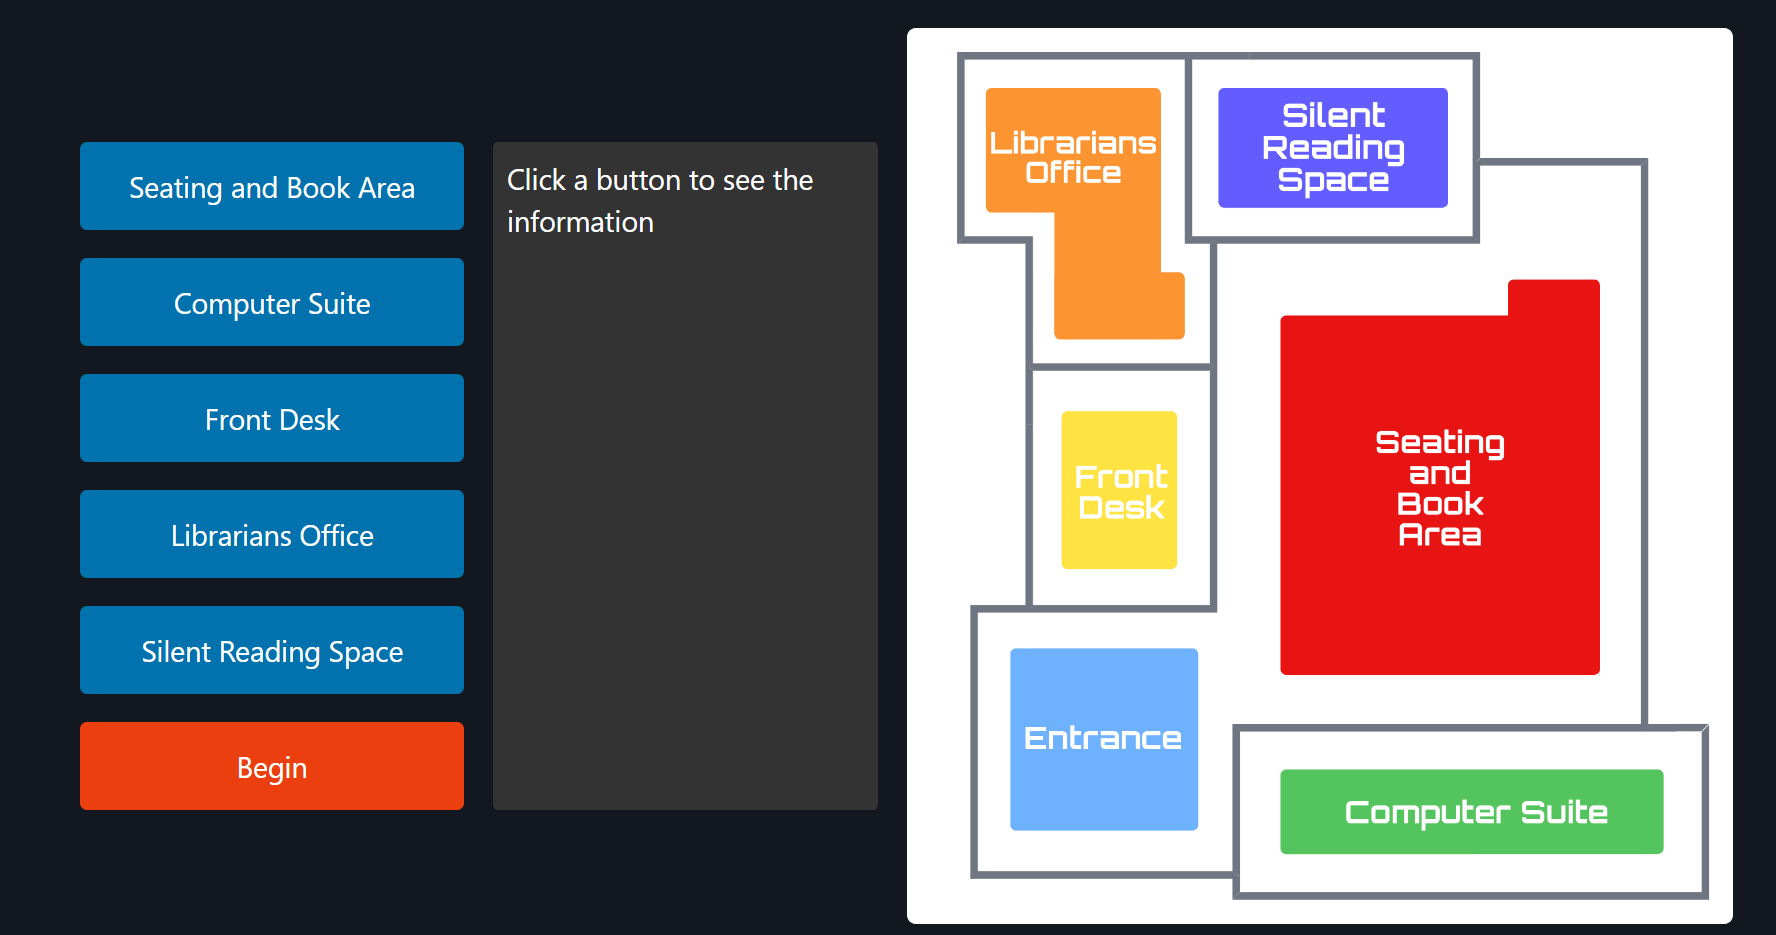 Seating and Book Area
Computer Suite
Front Desk
Librarians Office
Silent Reading Space
Begin
Click a button to see the
information
Librarians
Office
Silent
Reading
Space
Front
Desk
Seating
and
Book
Area
Entrance
Computer Suite